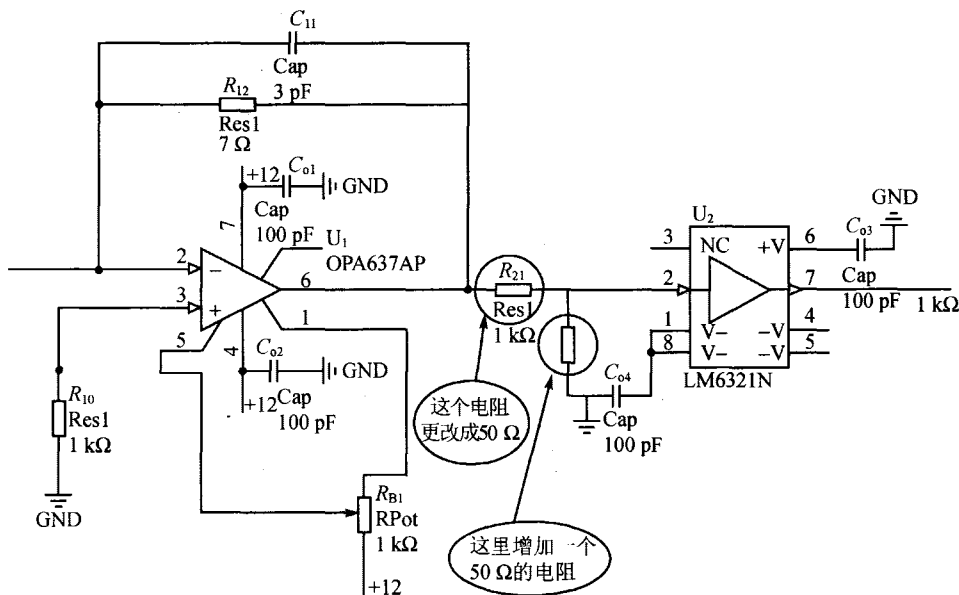 C11
Cap
3 pF
R12
Res1
7 Ω
+12
Co1
GND
Cap
100 pF
7
U1
OPA637AP
2
−
3
+
6
1
5
4
Co2
GND
+12
Cap
100 pF
R10
Res1
1 kΩ
GND
RB1
RPot
1 kΩ
+12
R21
Res1
1 kΩ
这个电阻
更改成50 Ω
这里增加一个
50 Ω的电阻
Co4
Cap
100 pF
U2
3
NC
+V
6
2
7
1
V−
−V
4
8
V−
−V
5
LM6321N
GND
Co3
Cap
100 pF
1 kΩ